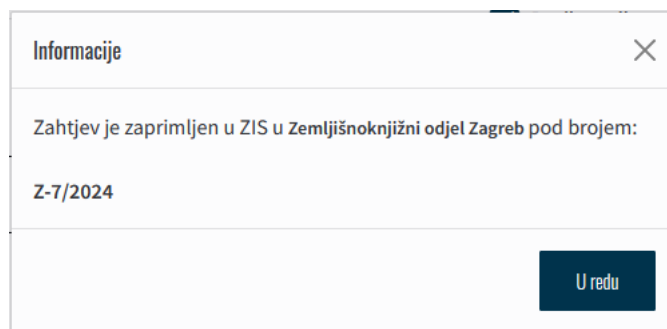 Informacije
Zahtjev je zaprimljen u ZIS u Zemljišnoknjižni odjel Zagreb pod brojem:
Z-7/2024
U redu